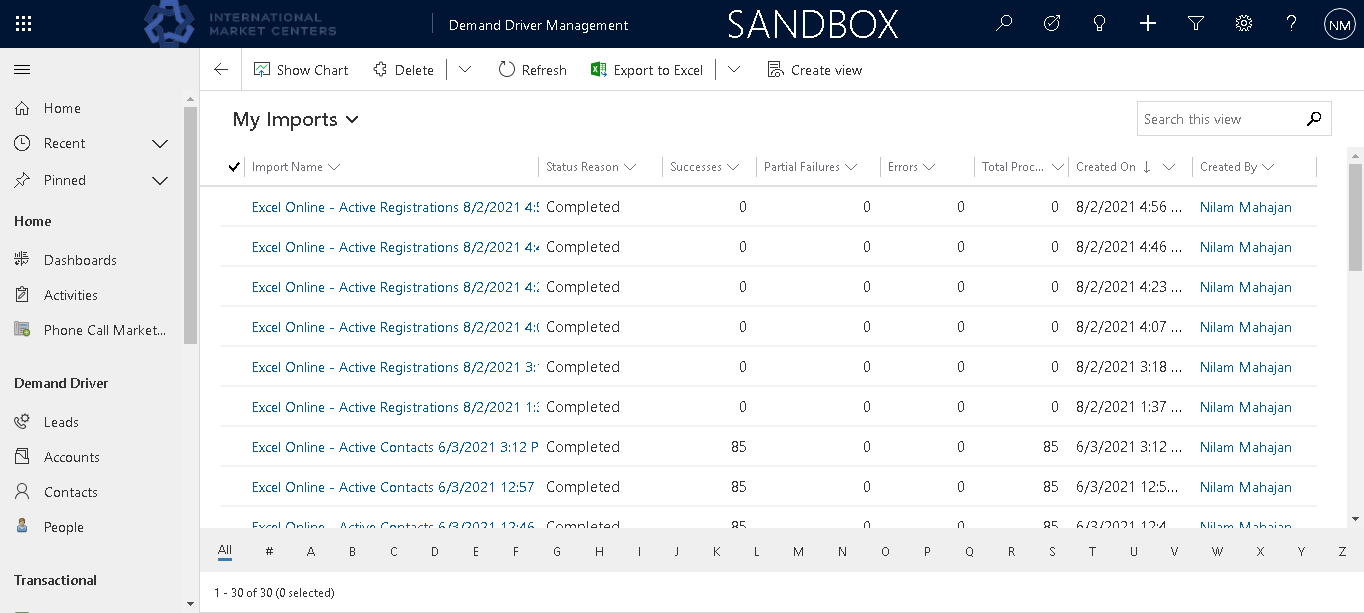 INTERNATIONAL
MARKET CENTERS
Demand Driver Management
SANDBOX
NM
Show Chart
Delete
Refresh
Export to Excel
Create view
Home
Recent
Pinned
Home
Dashboards
Activities
Phone Call Market...
Demand Driver
Leads
Accounts
Contacts
People
Transactional
My Imports
Search this view
Import Name Status Reason Successes Partial Failures Errors Total Proc... Created On Created By
Excel Online - Active Registrations 8/2/2021 4:5 Completed 0 0 0 0 8/2/2021 4:56 ... Nilam Mahajan
Excel Online - Active Registrations 8/2/2021 4:4 Completed 0 0 0 0 8/2/2021 4:46 ... Nilam Mahajan
Excel Online - Active Registrations 8/2/2021 4:2 Completed 0 0 0 0 8/2/2021 4:23 ... Nilam Mahajan
Excel Online - Active Registrations 8/2/2021 4:0 Completed 0 0 0 0 8/2/2021 4:07 ... Nilam Mahajan
Excel Online - Active Registrations 8/2/2021 3:1 Completed 0 0 0 0 8/2/2021 3:18 ... Nilam Mahajan
Excel Online - Active Registrations 8/2/2021 1:3 Completed 0 0 0 0 8/2/2021 1:37 ... Nilam Mahajan
Excel Online - Active Contacts 6/3/2021 3:12 P Completed 85 0 0 85 6/3/2021 3:12 ... Nilam Mahajan
Excel Online - Active Contacts 6/3/2021 12:57 Completed 85 0 0 85 6/3/2021 12:5... Nilam Mahajan
Excel Online - Active Contacts 6/3/2021 12:46 Completed 85 0 0 85 6/3/2021 12:4... Nilam Mahajan
All # A B C D E F G H I J K L M N O P Q R S T U V W X Y Z
1 - 30 of 30 (0 selected)